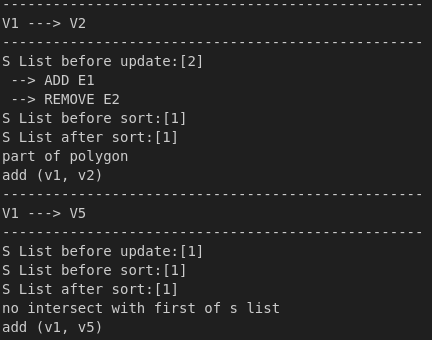 ---------------------------------------------------
V1 ---> V2
---------------------------------------------------
S List before update:[2]
 --> ADD E1
 --> REMOVE E2
S List before sort:[1]
S List after sort:[1]
part of polygon
add (v1, v2)
---------------------------------------------------
V1 ---> V5
---------------------------------------------------
S List before update:[1]
S List before sort:[1]
S List after sort:[1]
no intersect with first of s list
add (v1, v5)